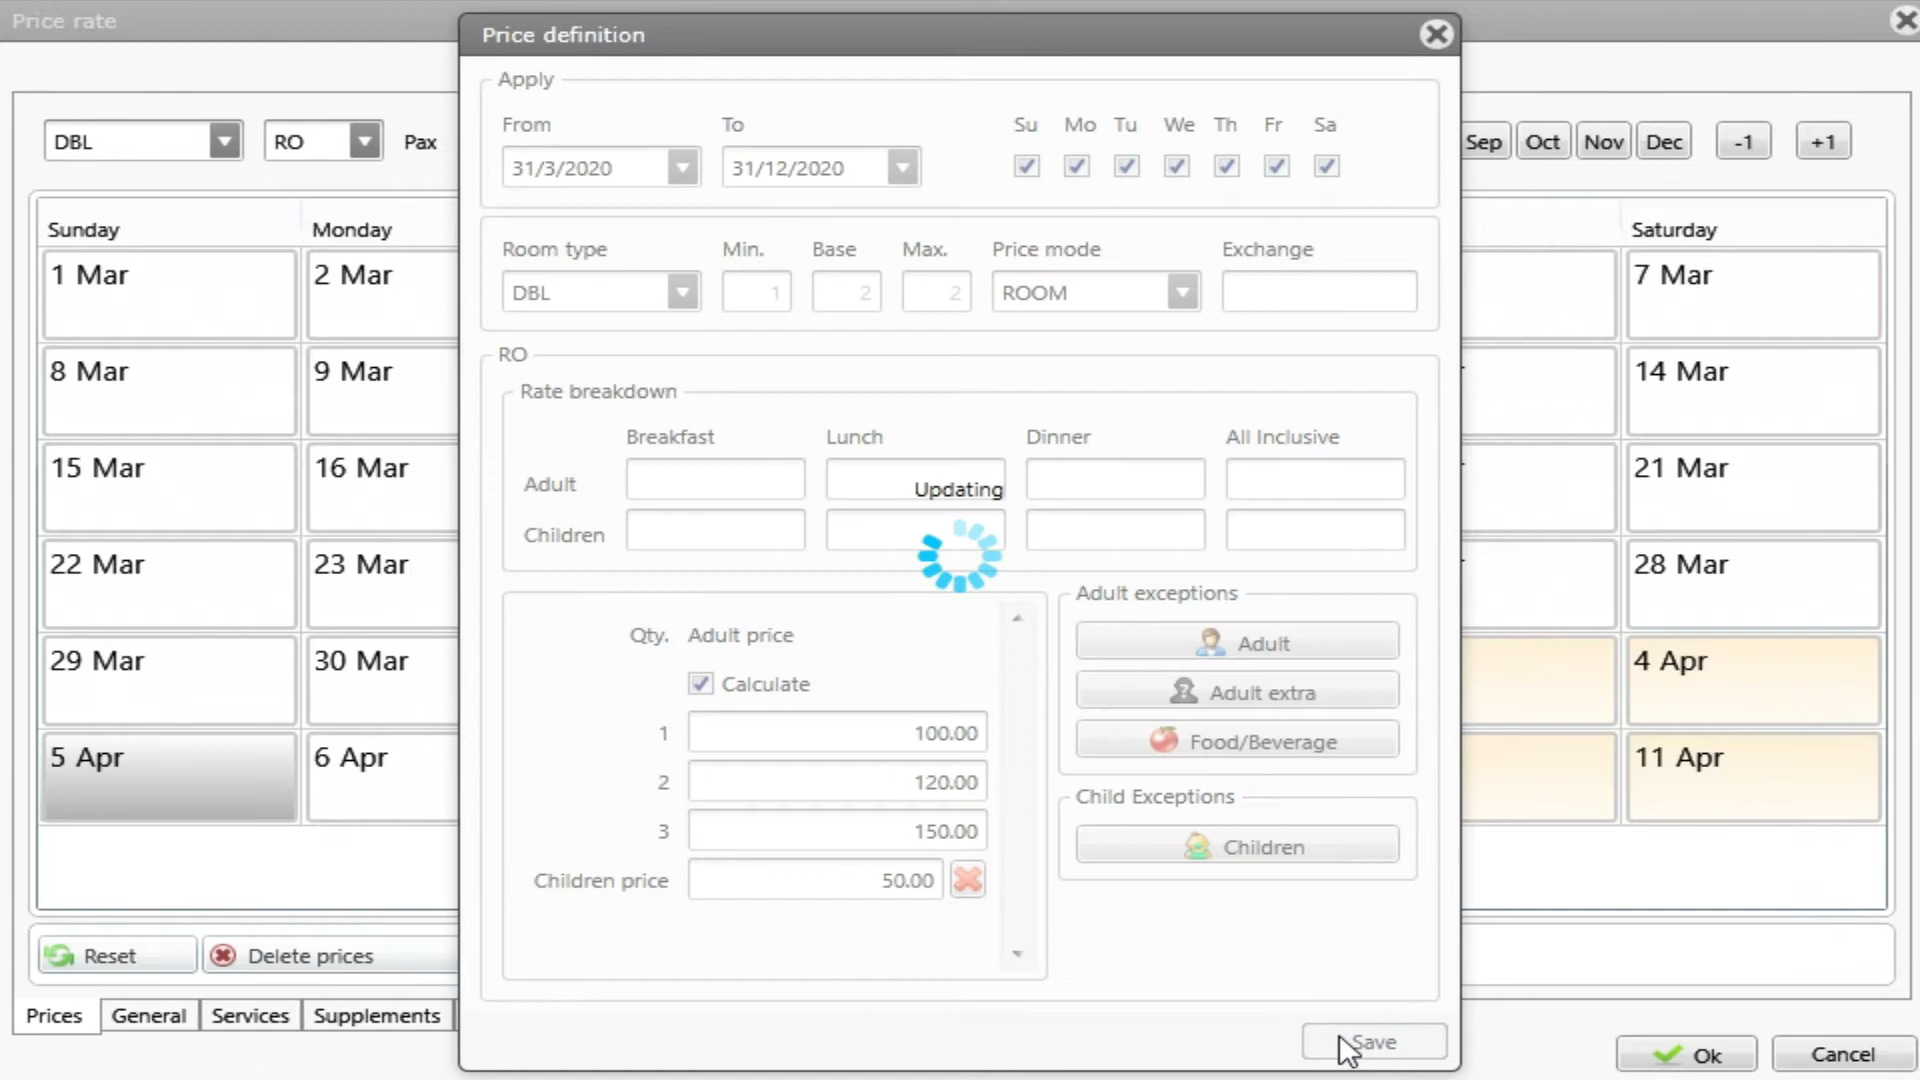 Price rate
Price definition
Apply
From To Su Mo Tu We Th Fr Sa
DBL RO Pax 31/3/2020 31/12/2020 Sep Oct Nov Dec -1 +1
Sunday Monday Room type Min. Base Max. Price mode Exchange Saturday
1 Mar 2 Mar DBL 1 2 2 ROOM 7 Mar
RO
8 Mar 9 Mar Rate breakdown 14 Mar
Breakfast Lunch Dinner All Inclusive
15 Mar 16 Mar Adult Updating 21 Mar
Children
22 Mar 23 Mar 28 Mar
Adult exceptions
Qty. Adult price Adult
29 Mar 30 Mar 4 Apr
Calculate Adult extra
1 100.00 Food/Beverage
5 Apr 6 Apr 11 Apr
2 120.00 Child Exceptions
3 150.00 Children
Children price 50.00
Reset Delete prices
Prices General Services Supplements
Save
Ok Cancel